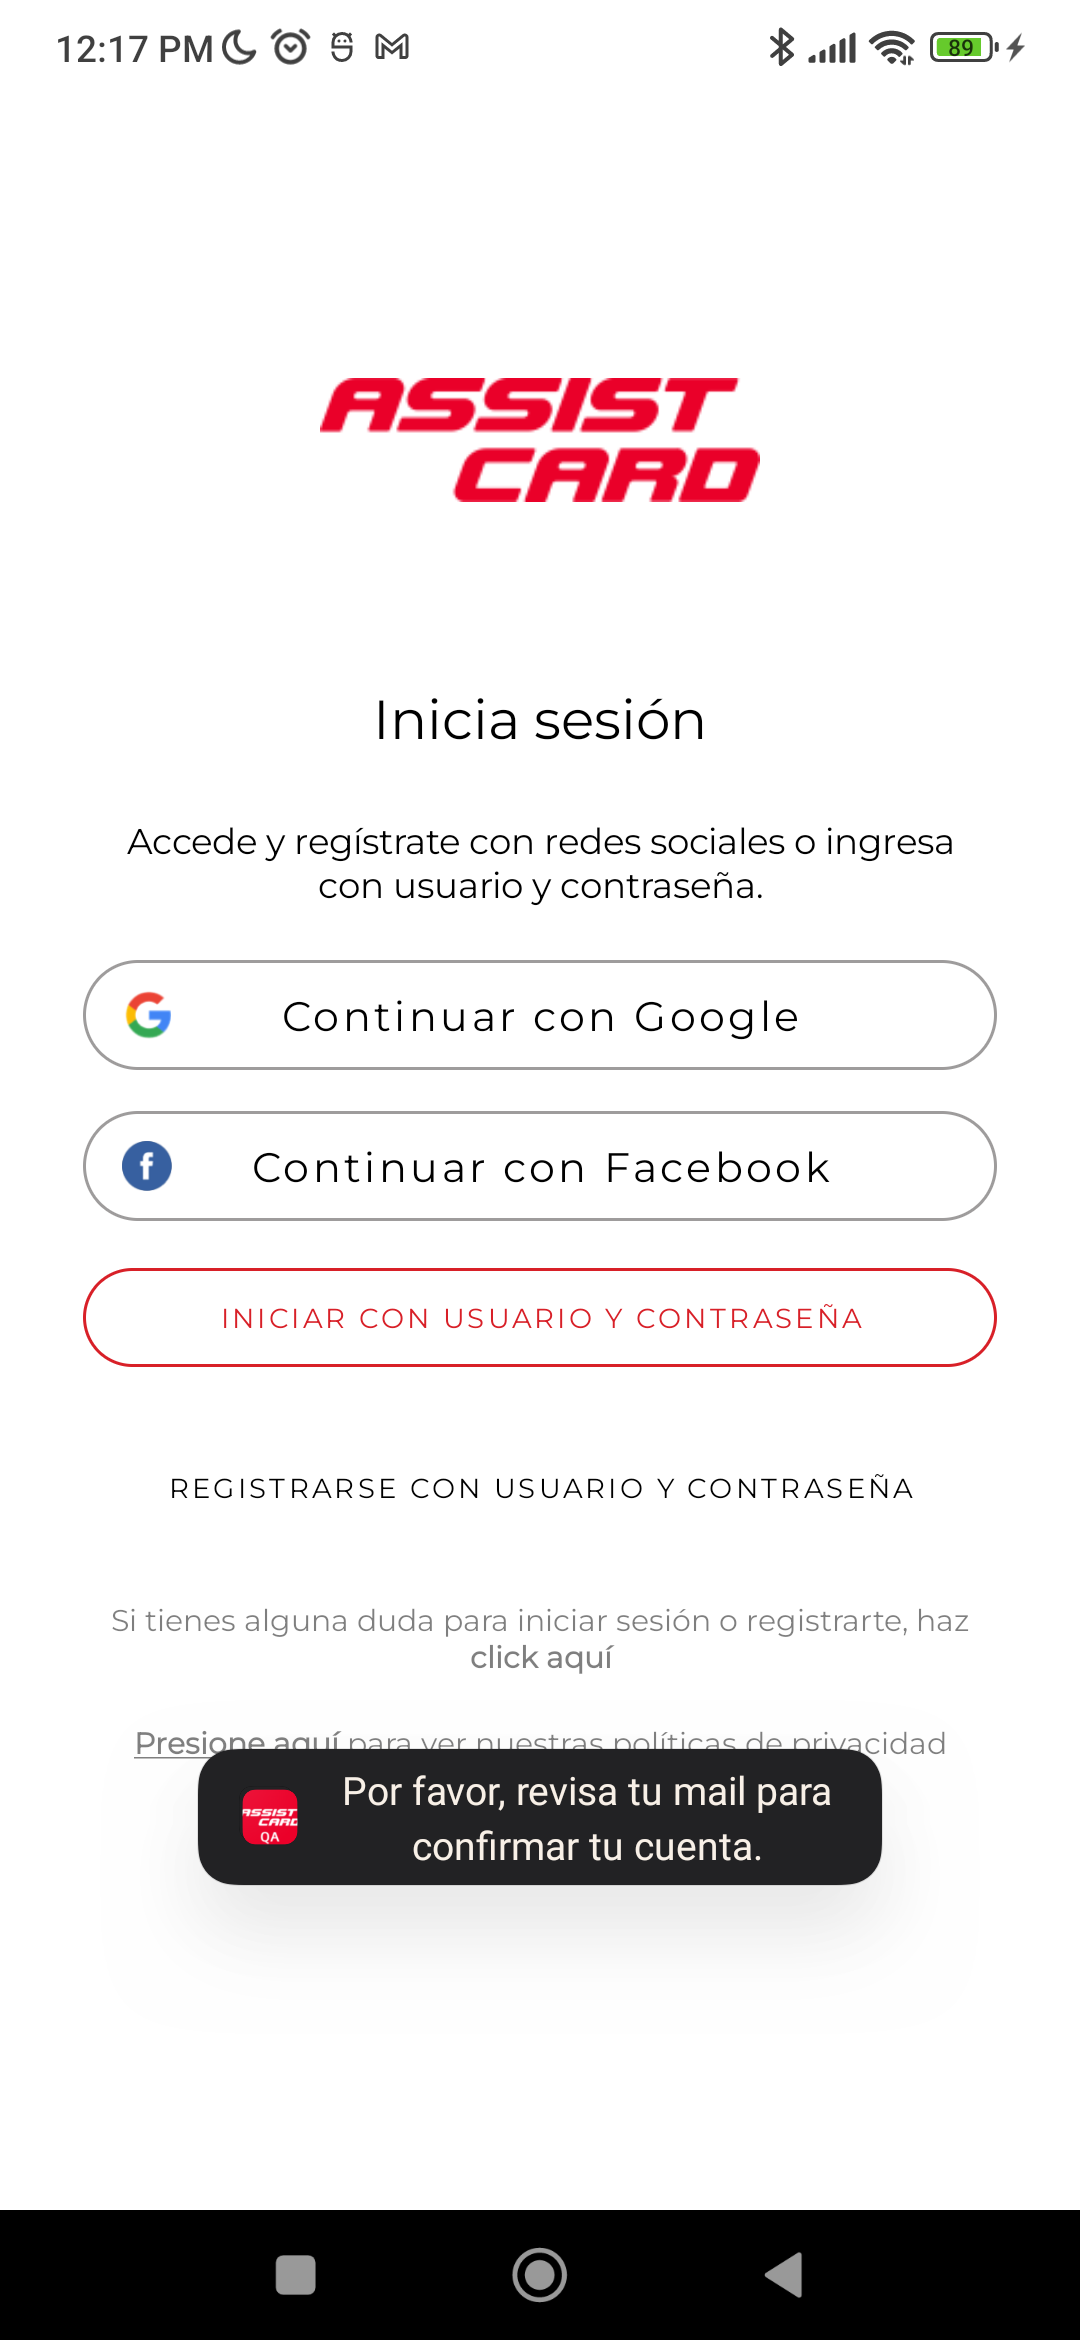 12:17 PM
89
ASSIST
CARD
Inicia sesión
Accede y regístrate con redes sociales o ingresa
con usuario y contraseña.
Continuar con Google
f
Continuar con Facebook
INICIAR CON USUARIO Y CONTRASEÑA
REGISTRARSE CON USUARIO Y CONTRASEÑA
Si tienes alguna duda para iniciar sesión o registrarte, haz
click aquí
Presione aquí para ver nuestras políticas de privacidad
ASSIST
CARD
QA
Por favor, revisa tu mail para
confirmar tu cuenta.